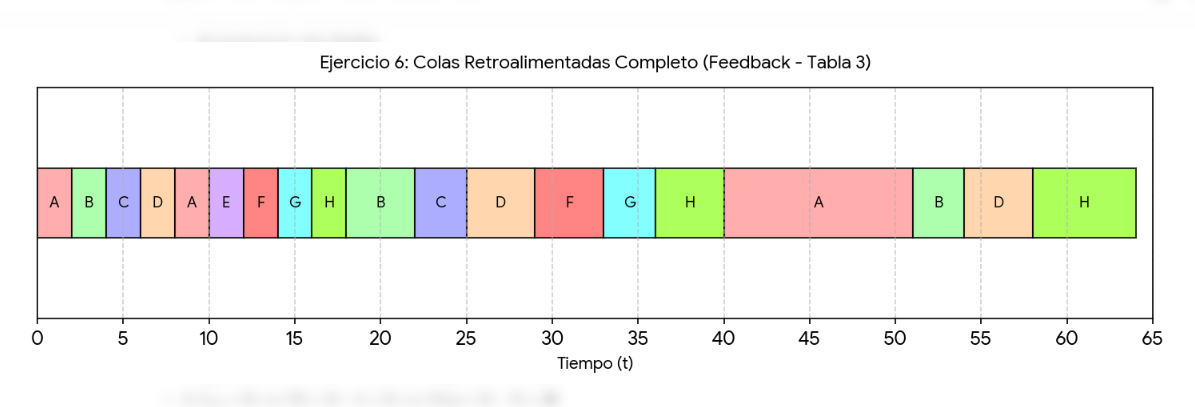 Ejercicio 6: Colas Retroalimentadas Completo (Feedback - Tabla 3)
A B C D A E F G H B C D F G H A B D H
0 5 10 15 20 25 30 35 40 45 50 55 60 65
Tiempo (t)